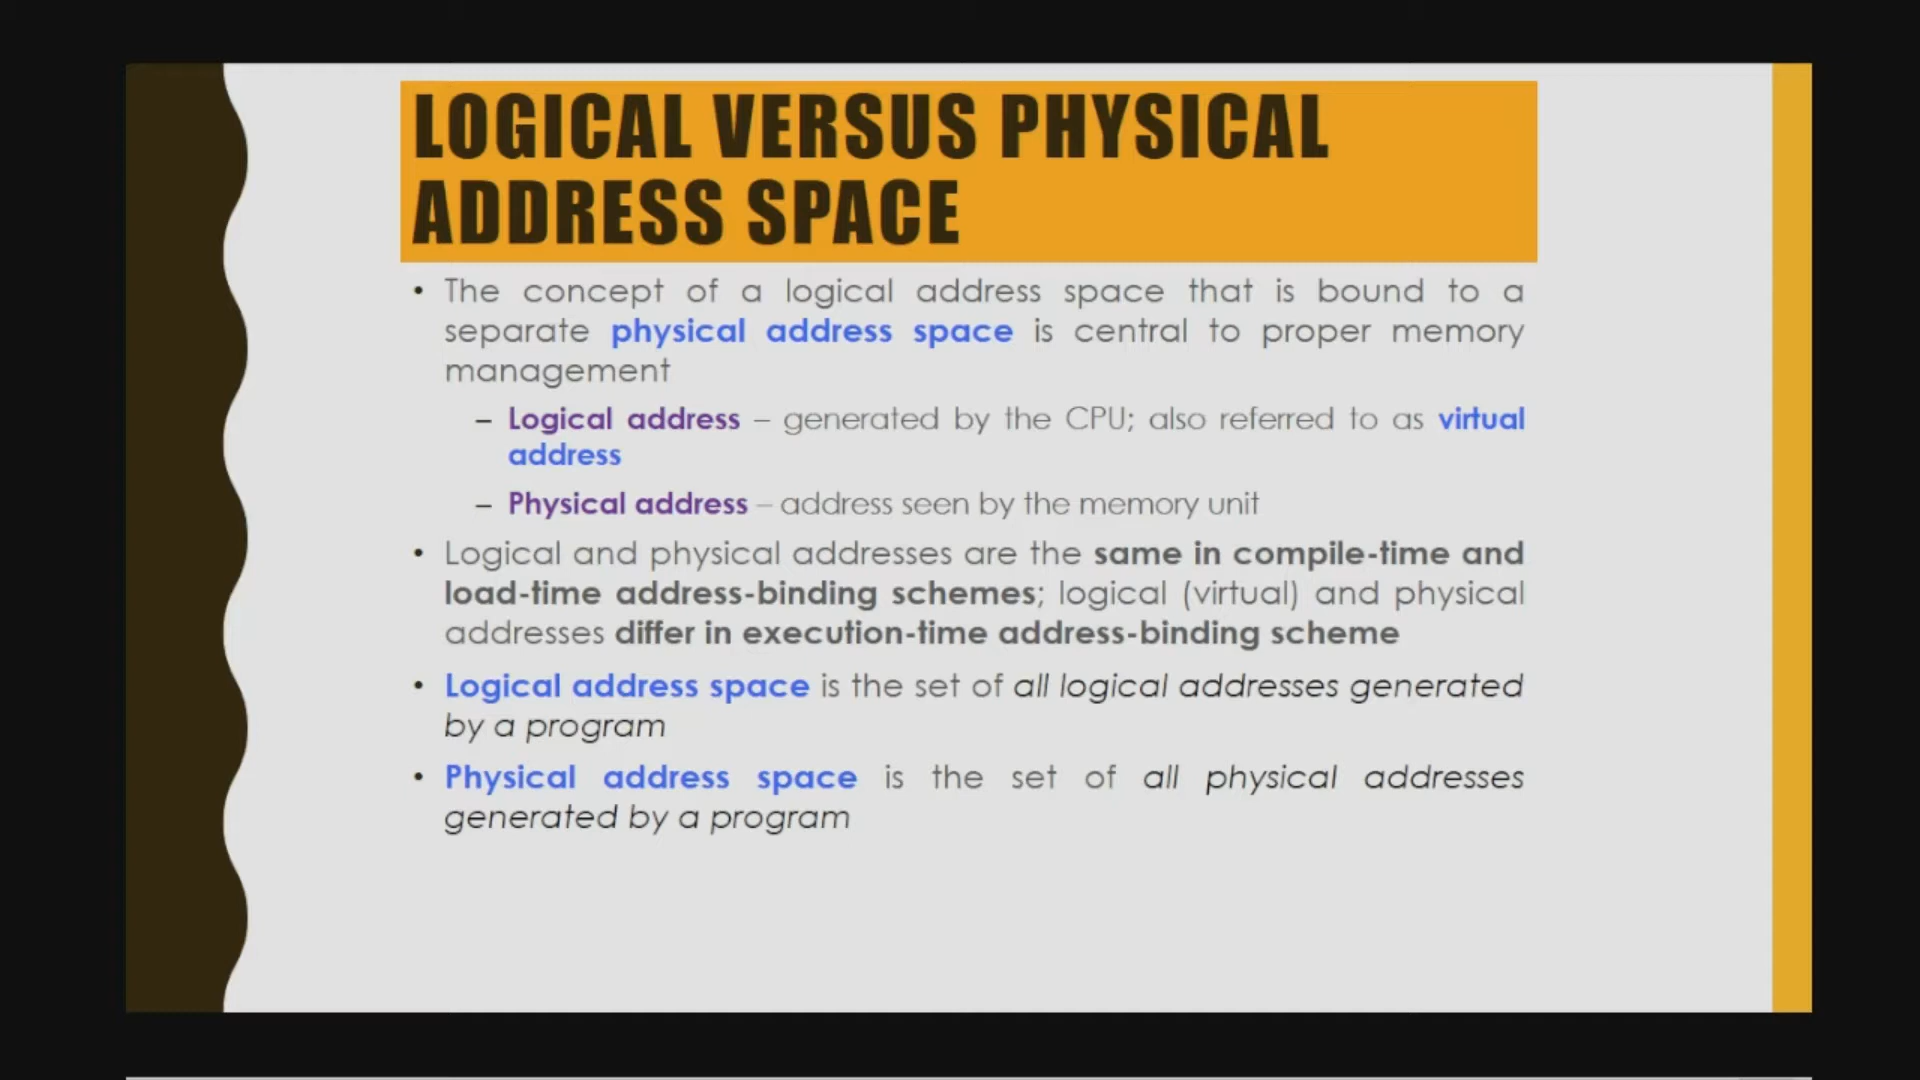 LOGICAL VERSUS PHYSICAL
ADDRESS SPACE
• The concept of a logical address space that is bound to a
separate physical address space is central to proper memory
management
– Logical address – generated by the CPU; also referred to as virtual
address
– Physical address – address seen by the memory unit
• Logical and physical addresses are the same in compile-time and
load-time address-binding schemes; logical (virtual) and physical
addresses differ in execution-time address-binding scheme
• Logical address space is the set of all logical addresses generated
by a program
• Physical address space is the set of all physical addresses
generated by a program